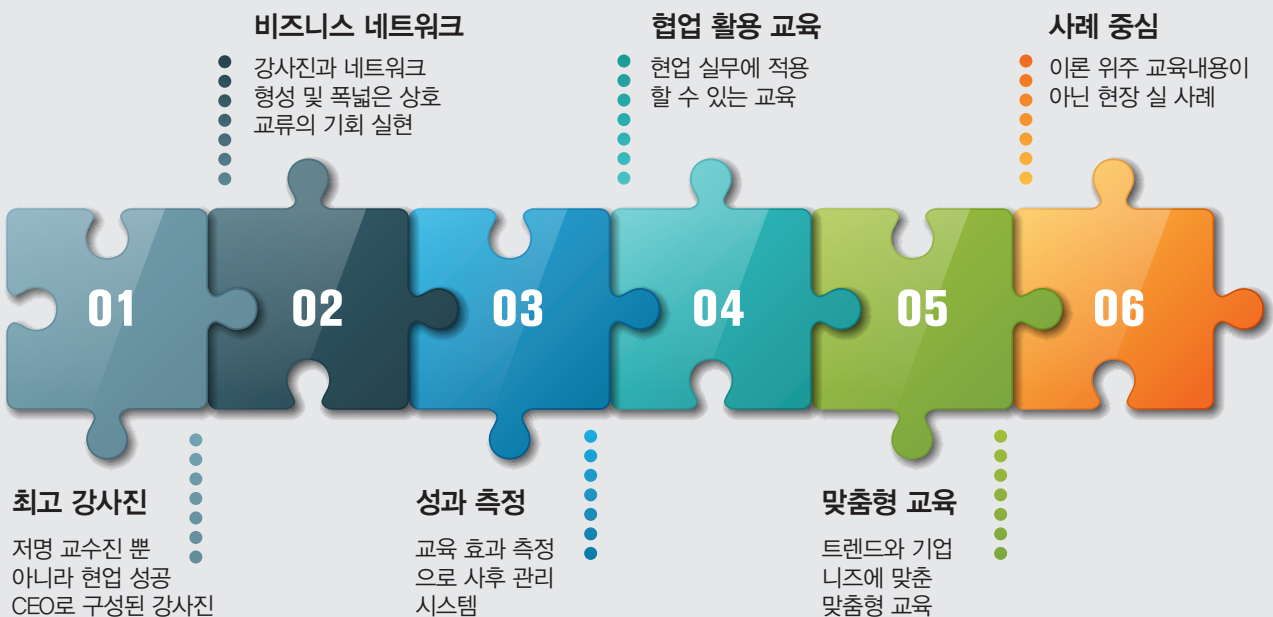 비즈니스 네트워크
강사진과 네트워크
형성 및 폭넓은 상호
교류의 기회 실현
협업 활용 교육
현업 실무에 적용
할 수 있는 교육
사례 중심
이론 위주 교육내용이
아닌 현장 실 사례
01
02
03
04
05
06
최고 강사진
저명 교수진 뿐
아니라 현업 성공
CEO로 구성된 강사진
성과 측정
교육 효과 측정
으로 사후 관리
시스템
맞춤형 교육
트렌드와 기업
니즈에 맞춘
맞춤형 교육